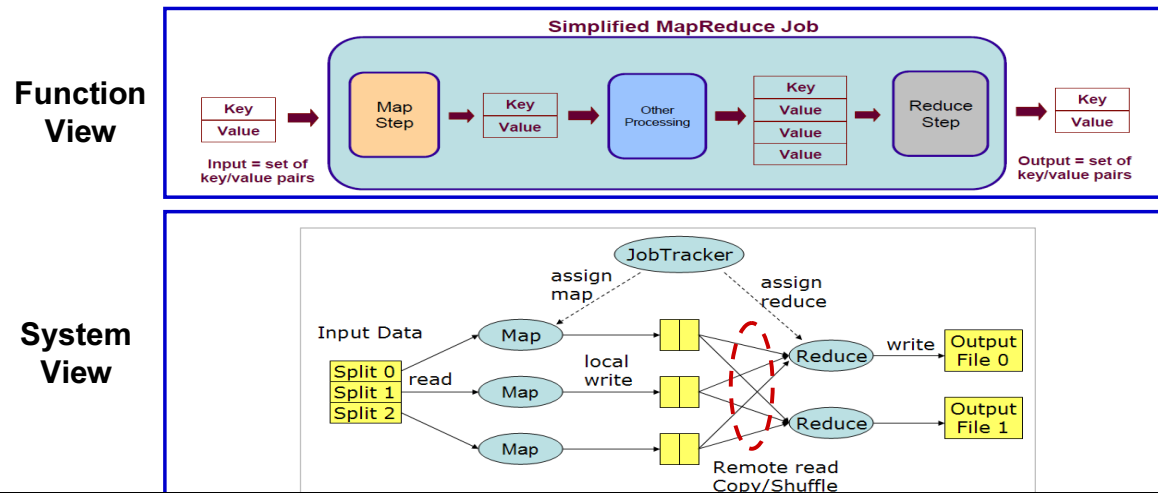 Function
View
Simplified MapReduce Job
Key
Value
Input = set of
key/value pairs
Map
Step
Key
Value
Other
Processing
Key
Value
Value
Value
Reduce
Step
Key
Value
Output = set of
key/value pairs
System
View
JobTracker
assign
map
assign
reduce
Input Data
Split 0
Split 1
Split 2
read
Map
Map
Map
local
write
Remote read
Copy/Shuffle
Reduce
Reduce
write
Output
File 0
Output
File 1